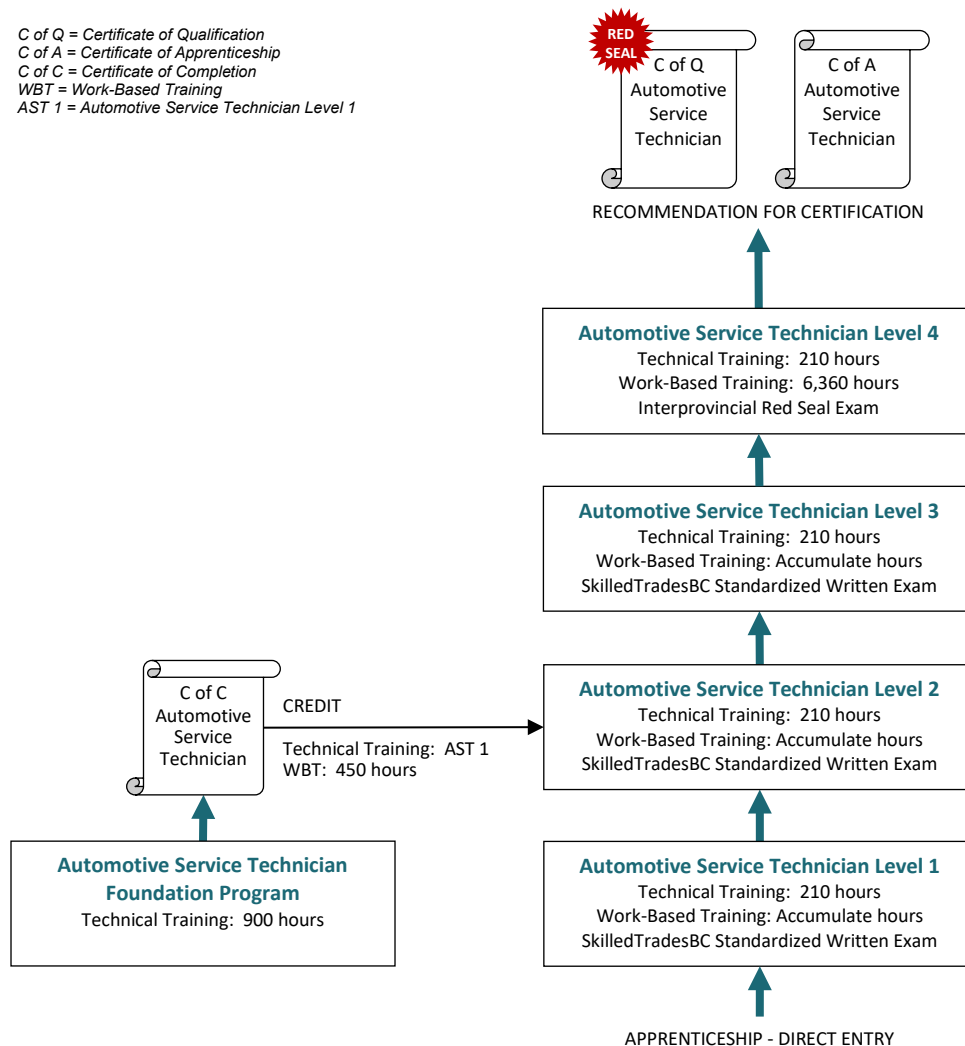 C of Q = Certificate of Qualification
C of A = Certificate of Apprenticeship
C of C = Certificate of Completion
WBT = Work-Based Training
AST 1 = Automotive Service Technician Level 1
RED
SEAL
C of Q
Automotive
Service
Technician
C of A
Automotive
Service
Technician
RECOMMENDATION FOR CERTIFICATION
Automotive Service Technician Level 4
Technical Training: 210 hours
Work-Based Training: 6,360 hours
Interprovincial Red Seal Exam
Automotive Service Technician Level 3
Technical Training: 210 hours
Work-Based Training: Accumulate hours
SkilledTradesBC Standardized Written Exam
C of C
Automotive
Service
Technician
CREDIT
Technical Training: AST 1
WBT: 450 hours
Automotive Service Technician Level 2
Technical Training: 210 hours
Work-Based Training: Accumulate hours
SkilledTradesBC Standardized Written Exam
Automotive Service Technician
Foundation Program
Technical Training: 900 hours
Automotive Service Technician Level 1
Technical Training: 210 hours
Work-Based Training: Accumulate hours
SkilledTradesBC Standardized Written Exam
APPRENTICESHIP - DIRECT ENTRY